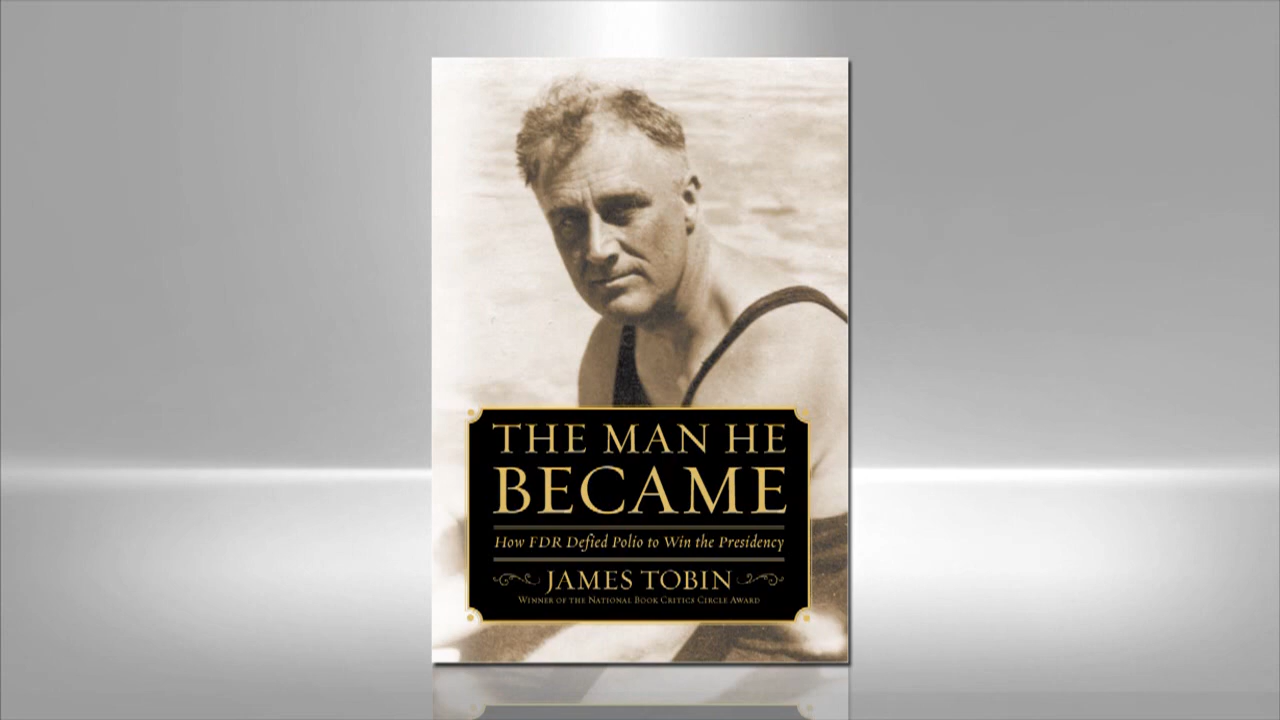 THE MAN HE
BECAME
How FDR Defied Polio to Win the Presidency
JAMES TOBIN
WINNER OF THE NATIONAL BOOK CRITICS CIRCLE AWARD